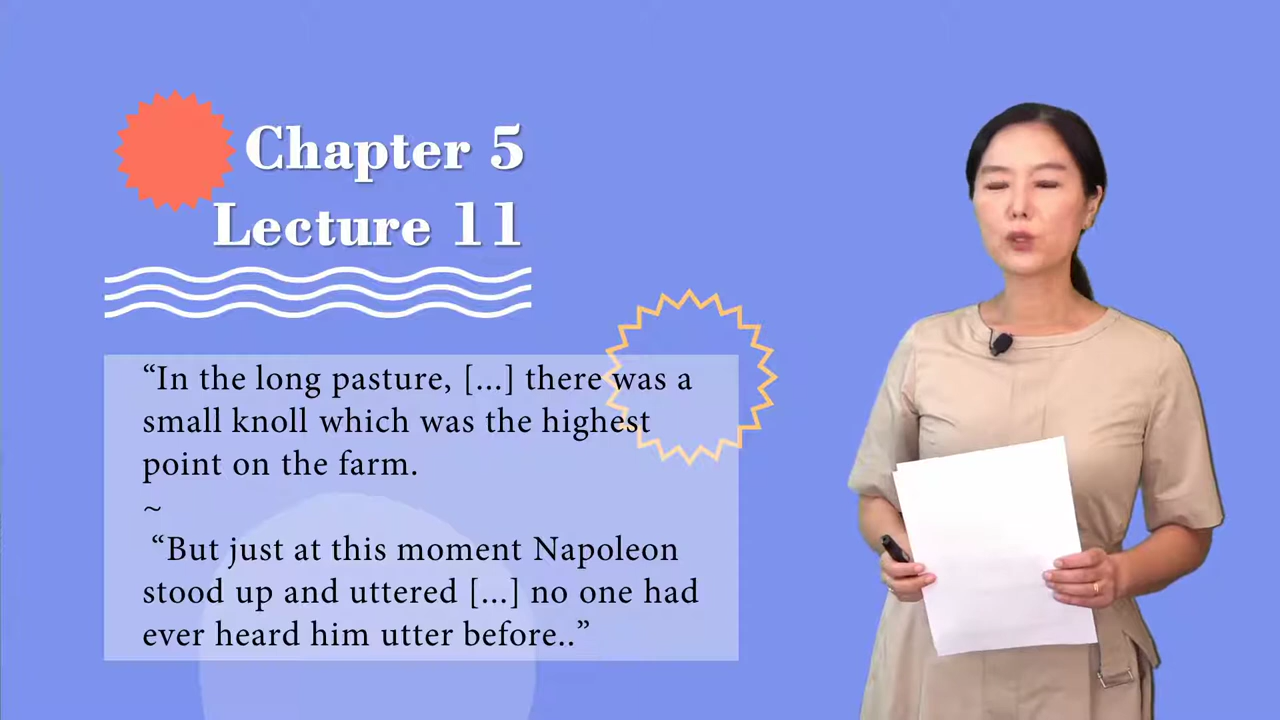 Chapter 5
Lecture 11
“In the long pasture, [...] there was a
small knoll which was the highest
point on the farm.
~
“But just at this moment Napoleon
stood up and uttered [...] no one had
ever heard him utter before..”